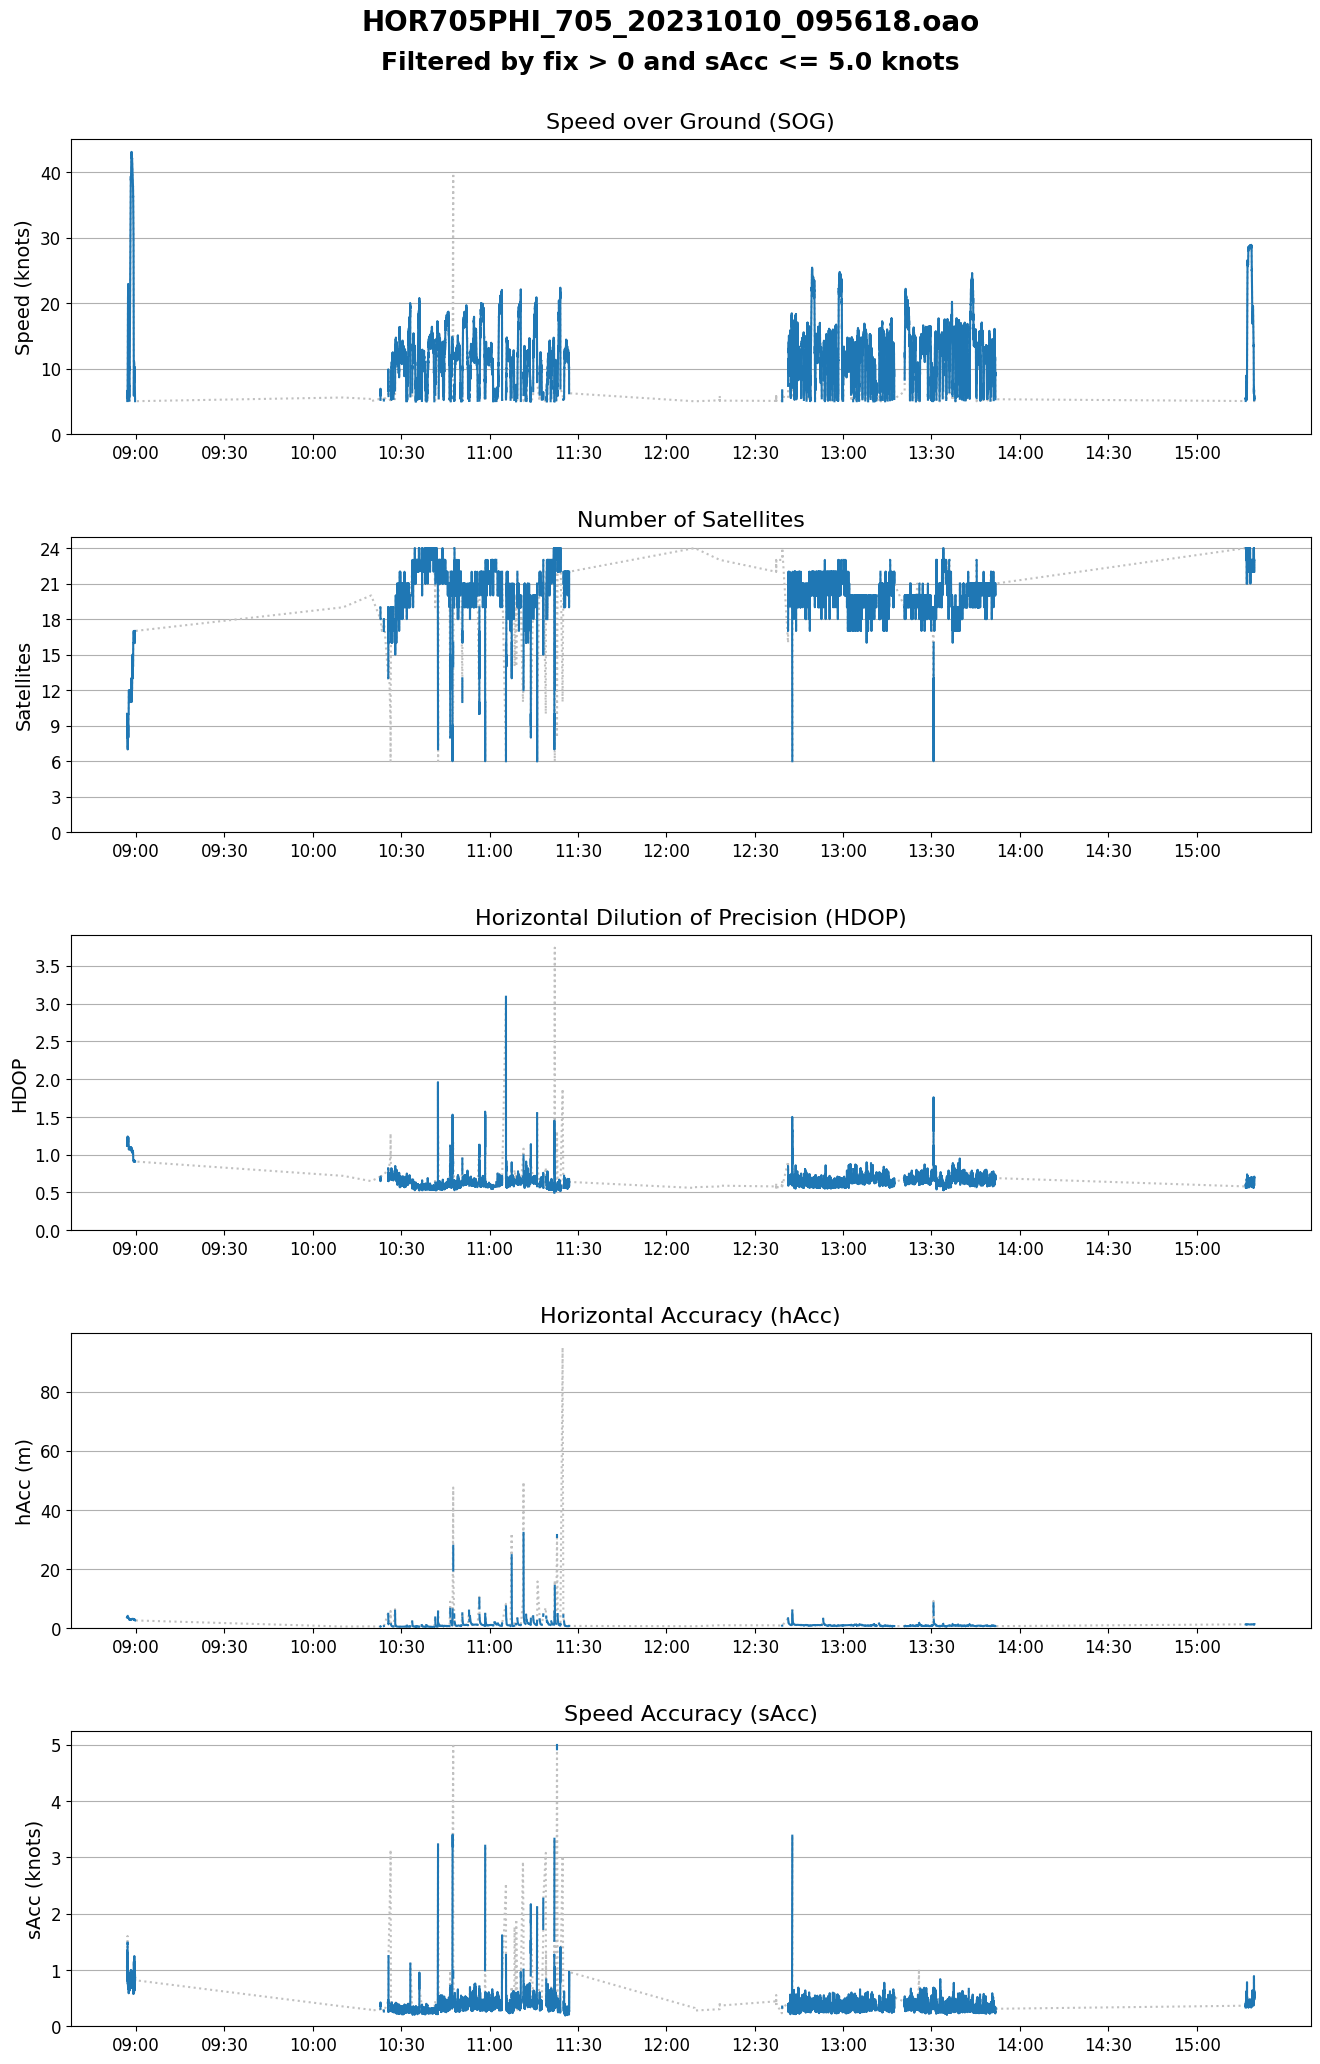 HOR705PHI_705_20231010_095618.oao
Filtered by fix > 0 and sAcc <= 5.0 knots
Speed over Ground (SOG)
Speed (knots)
40
30
20
10
0
09:00 09:30 10:00 10:30 11:00 11:30 12:00 12:30 13:00 13:30 14:00 14:30 15:00
Number of Satellites
Satellites
24
21
18
15
12
9
6
3
0
09:00 09:30 10:00 10:30 11:00 11:30 12:00 12:30 13:00 13:30 14:00 14:30 15:00
Horizontal Dilution of Precision (HDOP)
HDOP
3.5
3.0
2.5
2.0
1.5
1.0
0.5
0.0
09:00 09:30 10:00 10:30 11:00 11:30 12:00 12:30 13:00 13:30 14:00 14:30 15:00
Horizontal Accuracy (hAcc)
hAcc (m)
80
60
40
20
0
09:00 09:30 10:00 10:30 11:00 11:30 12:00 12:30 13:00 13:30 14:00 14:30 15:00
Speed Accuracy (sAcc)
sAcc (knots)
5
4
3
2
1
0
09:00 09:30 10:00 10:30 11:00 11:30 12:00 12:30 13:00 13:30 14:00 14:30 15:00